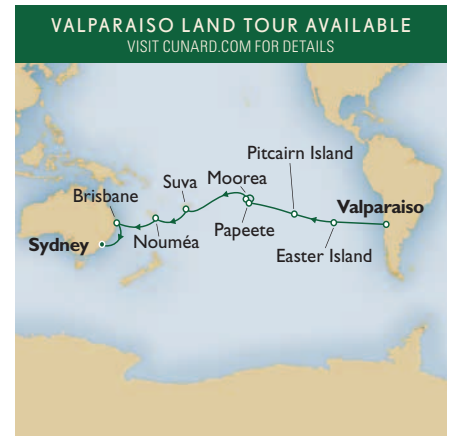 VALPARAISO LAND TOUR AVAILABLE
VISIT CUNARD.COM FOR DETAILS
Pitcairn Island
Moorea
Suva
Brisbane
Valparaiso
Papeete
Sydney
Nouméa
Easter Island